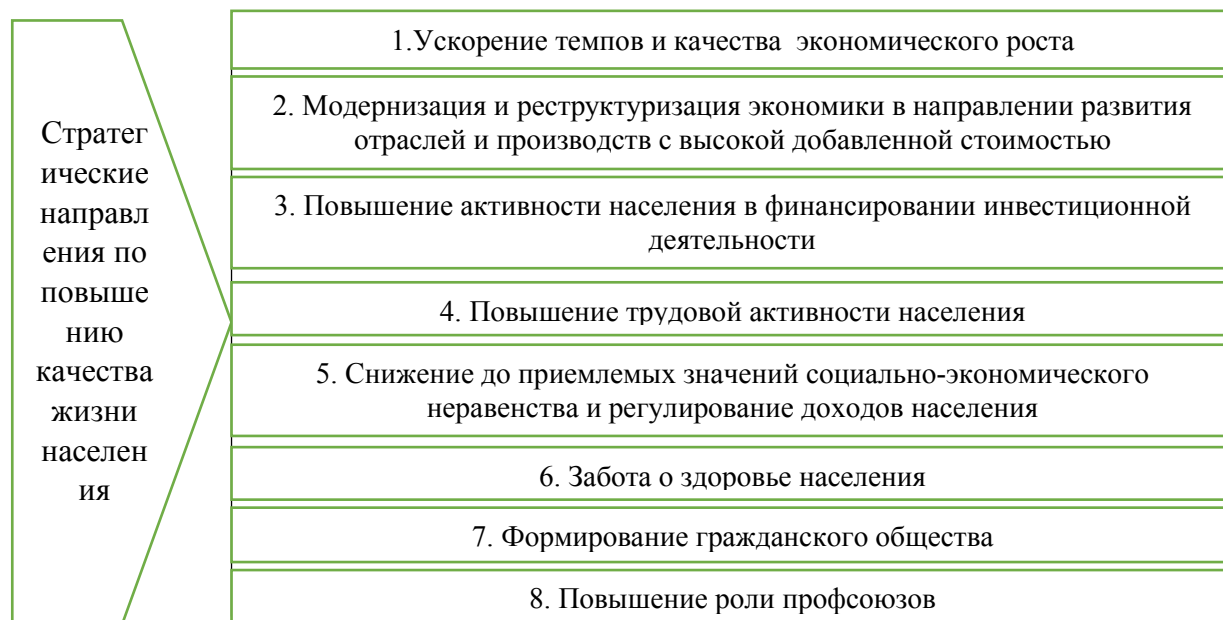 Стратег
ические
направл
ения по
повыше
нию
качества
жизни
населен
ия
1.Ускорение темпов и качества  экономического роста
2. Модернизация и реструктуризация экономики в направлении развития
отраслей и производств с высокой добавленной стоимостью
3. Повышение активности населения в финансировании инвестиционной
деятельности
4. Повышение трудовой активности населения
5. Снижение до приемлемых значений социально-экономического
неравенства и регулирование доходов населения
6. Забота о здоровье населения
7. Формирование гражданского общества
8. Повышение роли профсоюзов